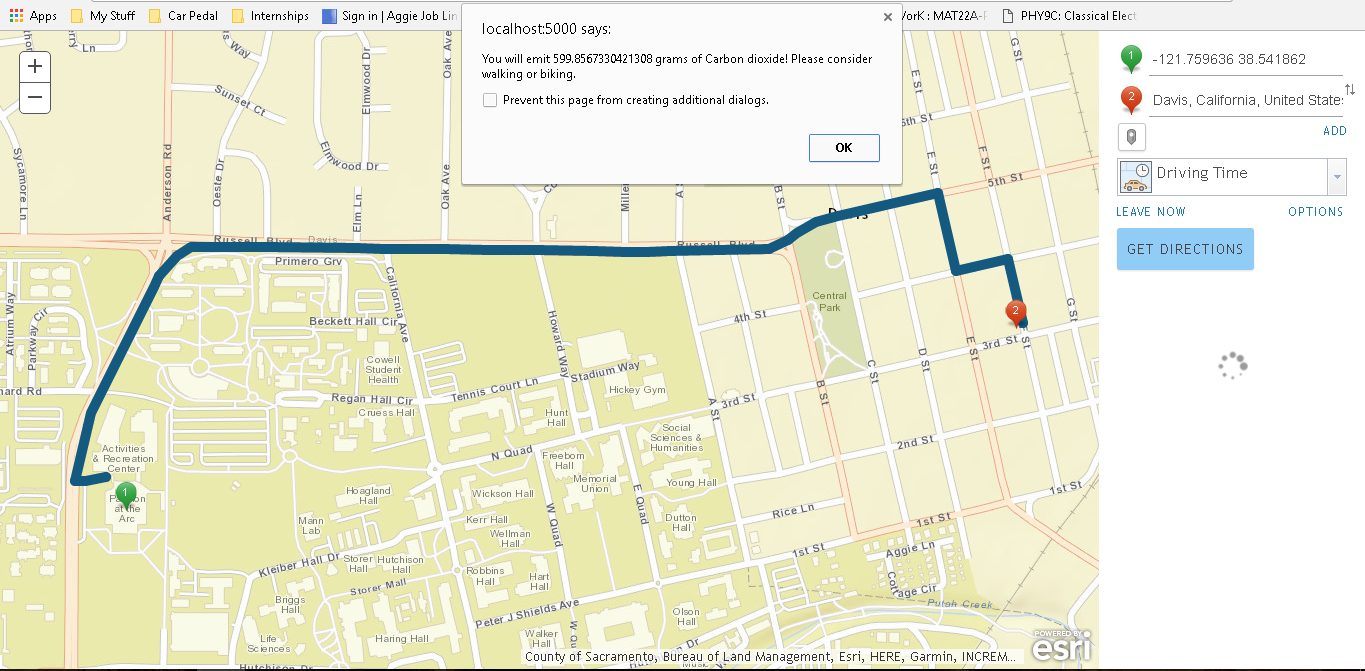 Apps My Stuff Car Pedal Internships Sign in | Aggie Job Lin
: MAT22A- PHY9C: Classical Elect
localhost:5000 says:
You will emit 599.8567330421308 grams of Carbon dioxide! Please consider
walking or biking.
Prevent this page from creating additional dialogs.
OK
1
-121.759636 38.541862
2
Davis, California, United State
ADD
Driving Time
LEAVE NOW OPTIONS
GET DIRECTIONS
+
−
Sunset Ct
Elmwood Dr
Elmwood Dr
Oak Ave
Oak Ave
Sycamore Ln
Anderson Rd
Oeste Dr
Elm Ln
A St
B St
E St
E St
F St
G St
5th St
Russell Blvd
Davis
Russell Blvd
Primero Grv
California Ave
Atrium Way
Parkway Cir
Beckett Hall Cir
Howard Way
Central
Park
4th St
3rd St
2
E St
F St
G St
Cowell
Student
Health
Stadium Way
Tennis Court Ln
Hickey Gym
C St
D St
B St
Regan Hall Cir
Cruess Hall
Hunt
Hall
3rd St
A St
Social
Sciences &
Humanities
2nd St
Activities
& Recreation
Center
N Quad
Freeborn
Hall
Memorial
Union
Young Hall
1
at the
Arc
Hoagland
Hall
Wickson Hall
E Quad
W Quad
1st St
Mann
Lab
Kerr Hall
Wellman
Hall
Dutton
Hall
Rice Ln
1st St
1st St
Aggie Ln
Kleiber Hall Dr
Storer
Hall
Hutchison
Hall
Robbins
Hall
Hart
Hall
Storer Mall
Briggs
Hall
Peter J Shields Ave
Olson
Hall
Putah Creek
Life
Sciences
Haring Hall
Walker
Hall
Hutchison Dr
County of Sacramento, Bureau of Land Management, Esri, HERE, Garmin, INCREM...
POWERED BY
esri